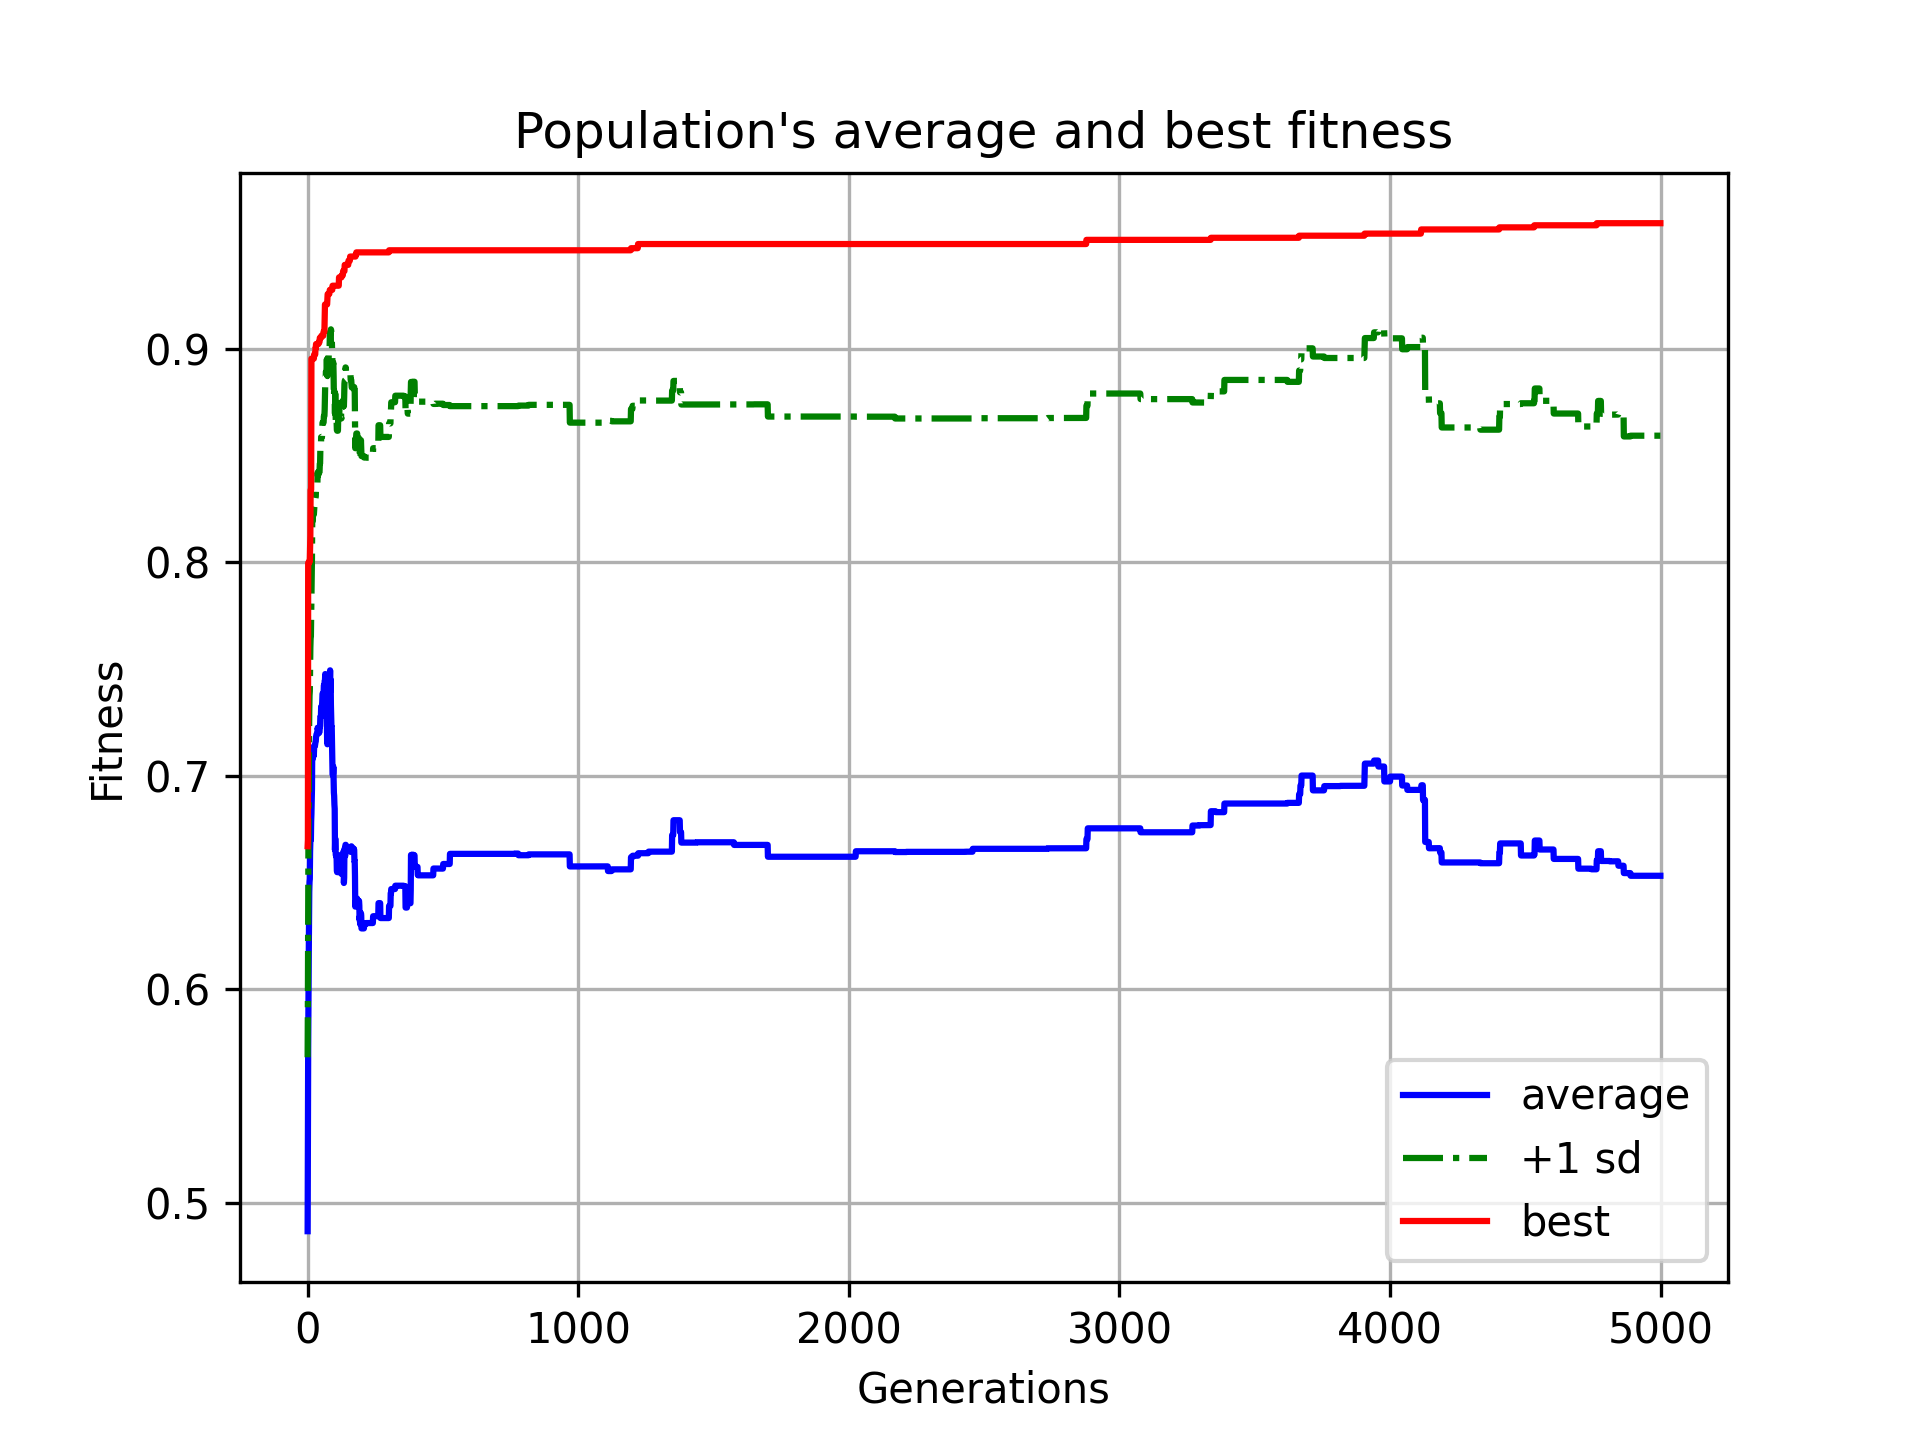 Population's average and best fitness
Fitness
0.9
0.8
0.7
0.6
0.5
average
+1 sd
best
0 1000 2000 3000 4000 5000
Generations